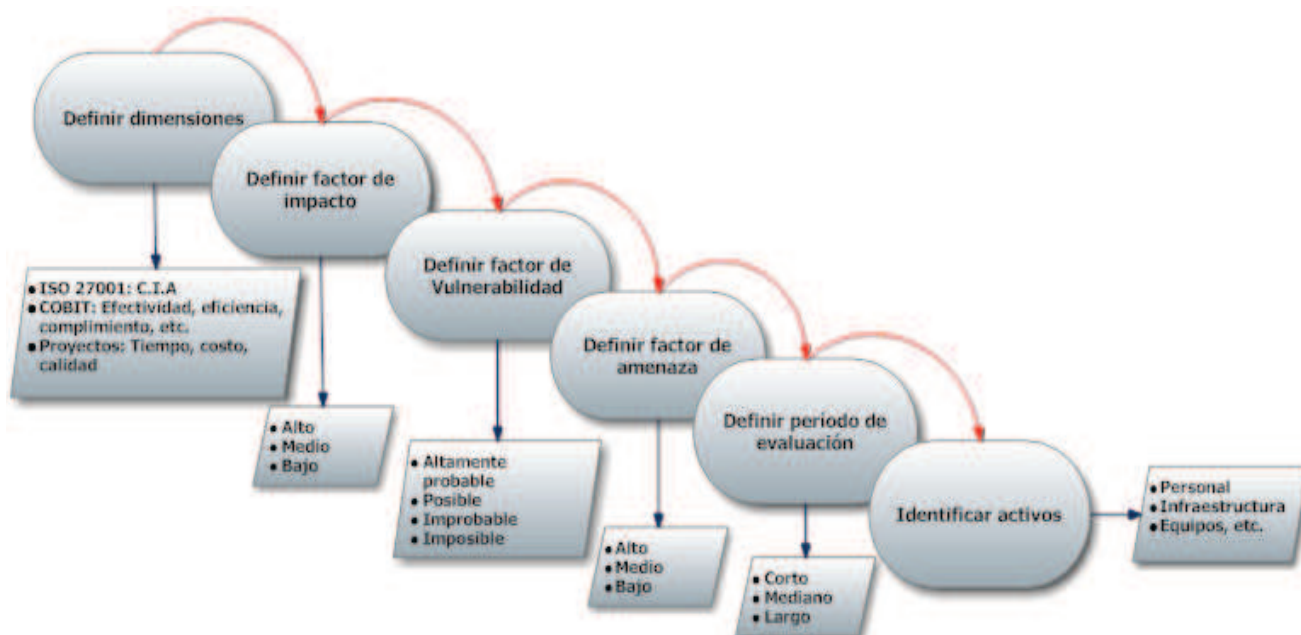 Definir dimensiones
Definir factor de
impacto
Definir factor de
Vulnerabilidad
Definir factor de
amenaza
Definir período de
evaluación
Identificar activos
● ISO 27001: C.I.A
● COBIT: Efectividad, eficiencia,
complimiento, etc.
● Proyectos: Tiempo, costo,
calidad
● Alto
● Medio
● Bajo
● Altamente
probable
● Posible
● Improbable
● Imposible
● Alto
● Medio
● Bajo
● Corto
● Mediano
● Largo
● Personal
● Infraestructura
● Equipos, etc.